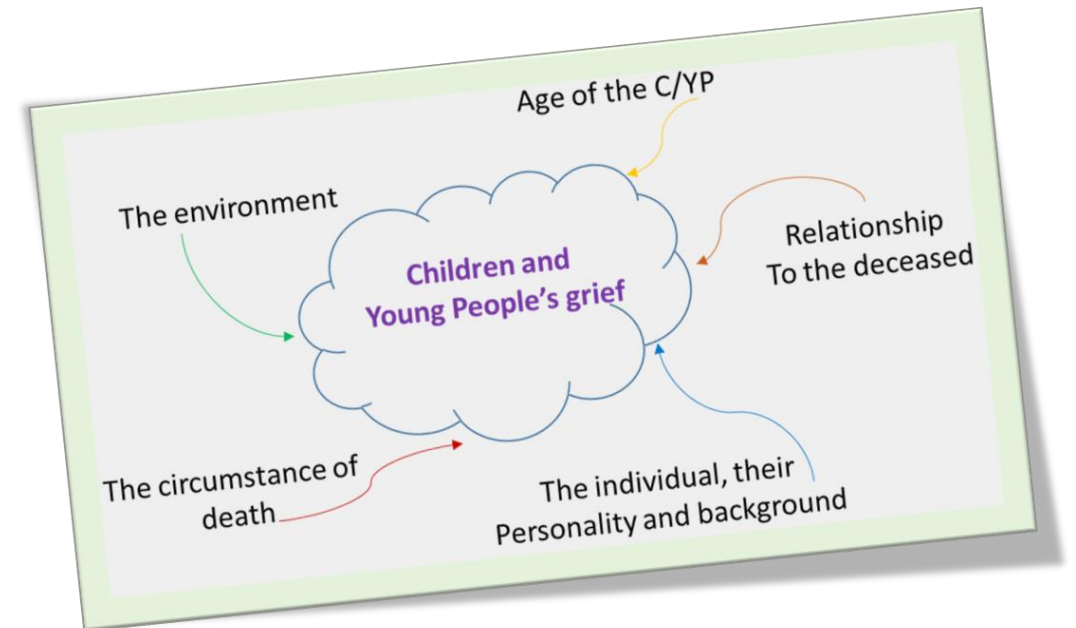 Age of the C/YP
The environment
Children and
Young People's grief
Relationship
To the deceased
The circumstance of
death
The individual, their
Personality and background